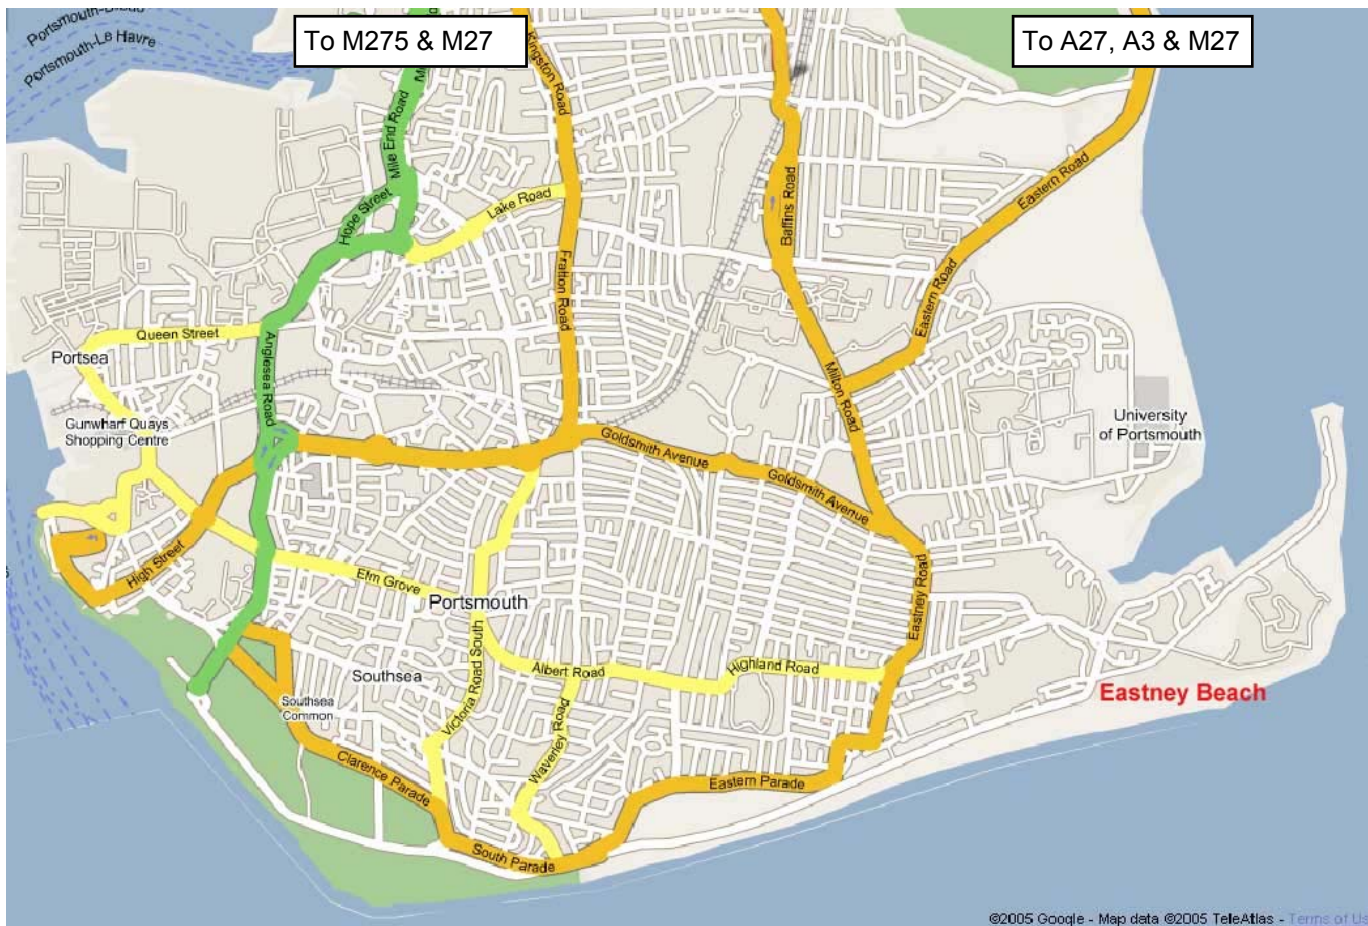 Portsmouth-Le Havre
To M275 & M27
To A27, A3 & M27
Kingston Road
Mile End Road
Hope Street
Lake Road
Baffins Road
Eastern Road
Eastern Road
Fratton Road
Queen Street
Portsea
Anglesea Road
Milton Road
Gunwharf Quays
Shopping Centre
University
of Portsmouth
Goldsmith Avenue
Goldsmith Avenue
High Street
Elm Grove
Portsmouth
Eastney Road
Victoria Road South
Albert Road
Highland Road
Southsea
Eastney Beach
Southsea
Common
Waverley Road
Clarence Parade
Eastern Parade
South Parade
©2005 Google - Map data ©2005 TeleAtlas - Terms of Us